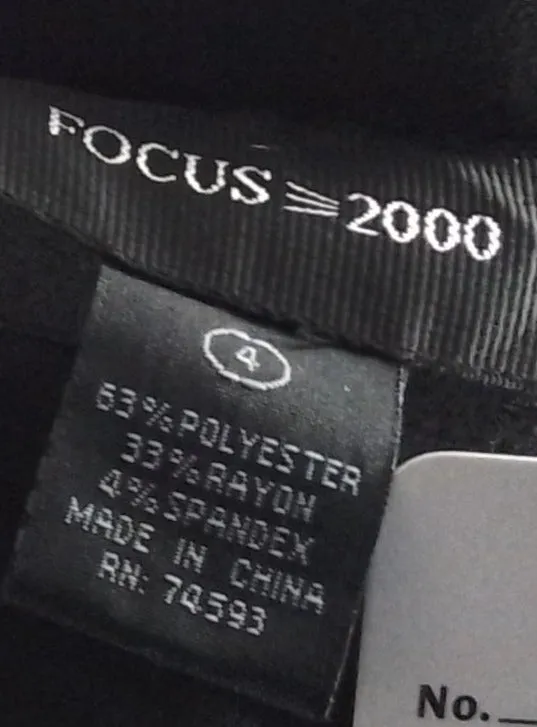 FOCUS 2000
4
63% POLYESTER
33% RAYON
4% SPANDEX
MADE IN CHINA
RN: 74593
No.